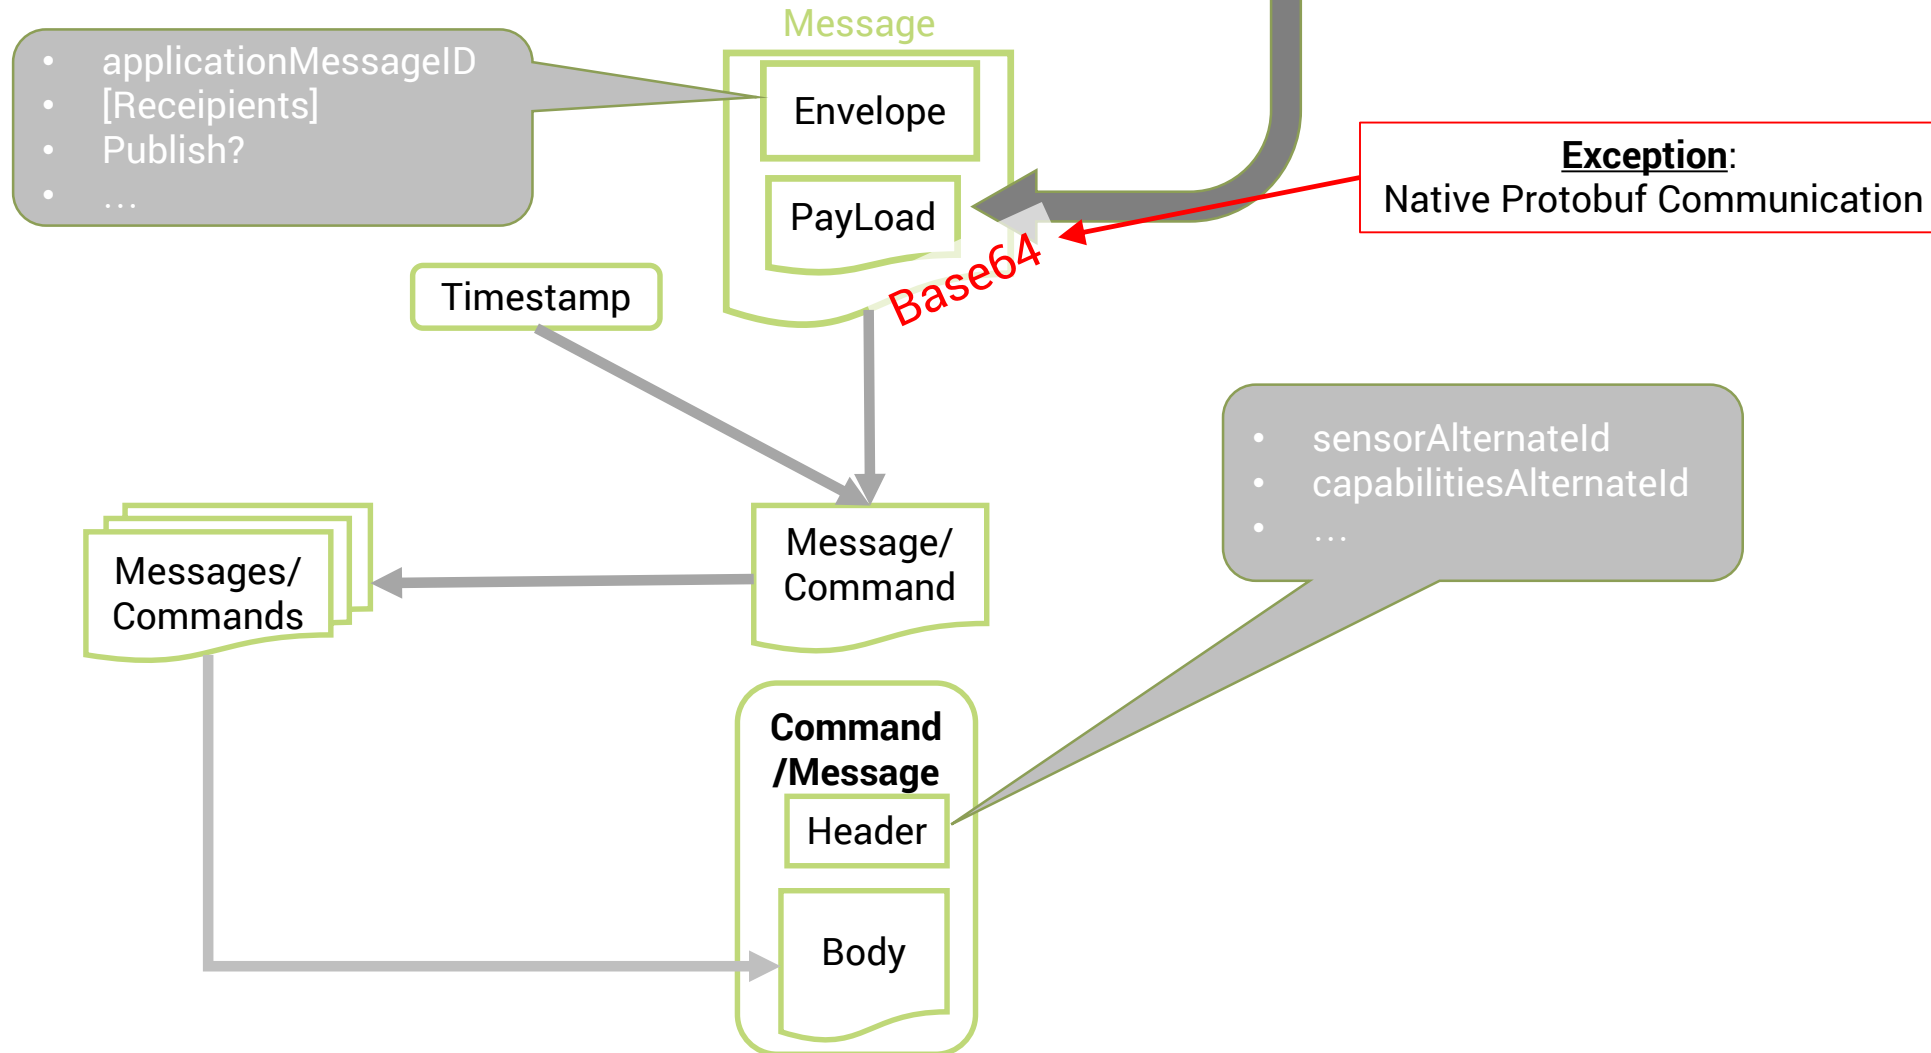 Message
• applicationMessageID
• [Receipients]
• Publish?
• …
Envelope
PayLoad
Base64
Exception:
Native Protobuf Communication
Timestamp
• sensorAlternateId
• capabilitiesAlternateId
• …
Message/
Command
Messages/
Commands
Command
/Message
Header
Body